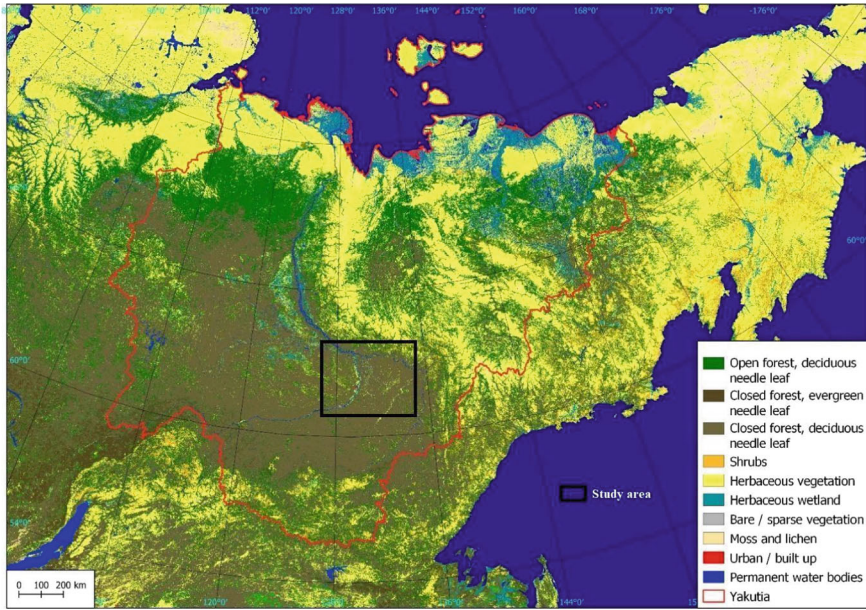 120°0' 128°0' 136°0' 144°0' 152°0' 160°0' 168°0' 176°0' -176°0'
60°0'
60°0'
54°0'
120°0' 144°0'
Open forest, deciduous
needle leaf
Closed forest, evergreen
needle leaf
Closed forest, deciduous
needle leaf
Shrubs
Herbaceous vegetation
Herbaceous wetland
Bare / sparse vegetation
Moss and lichen
Urban / built up
Permanent water bodies
Yakutia
Study area
0 100 200 km